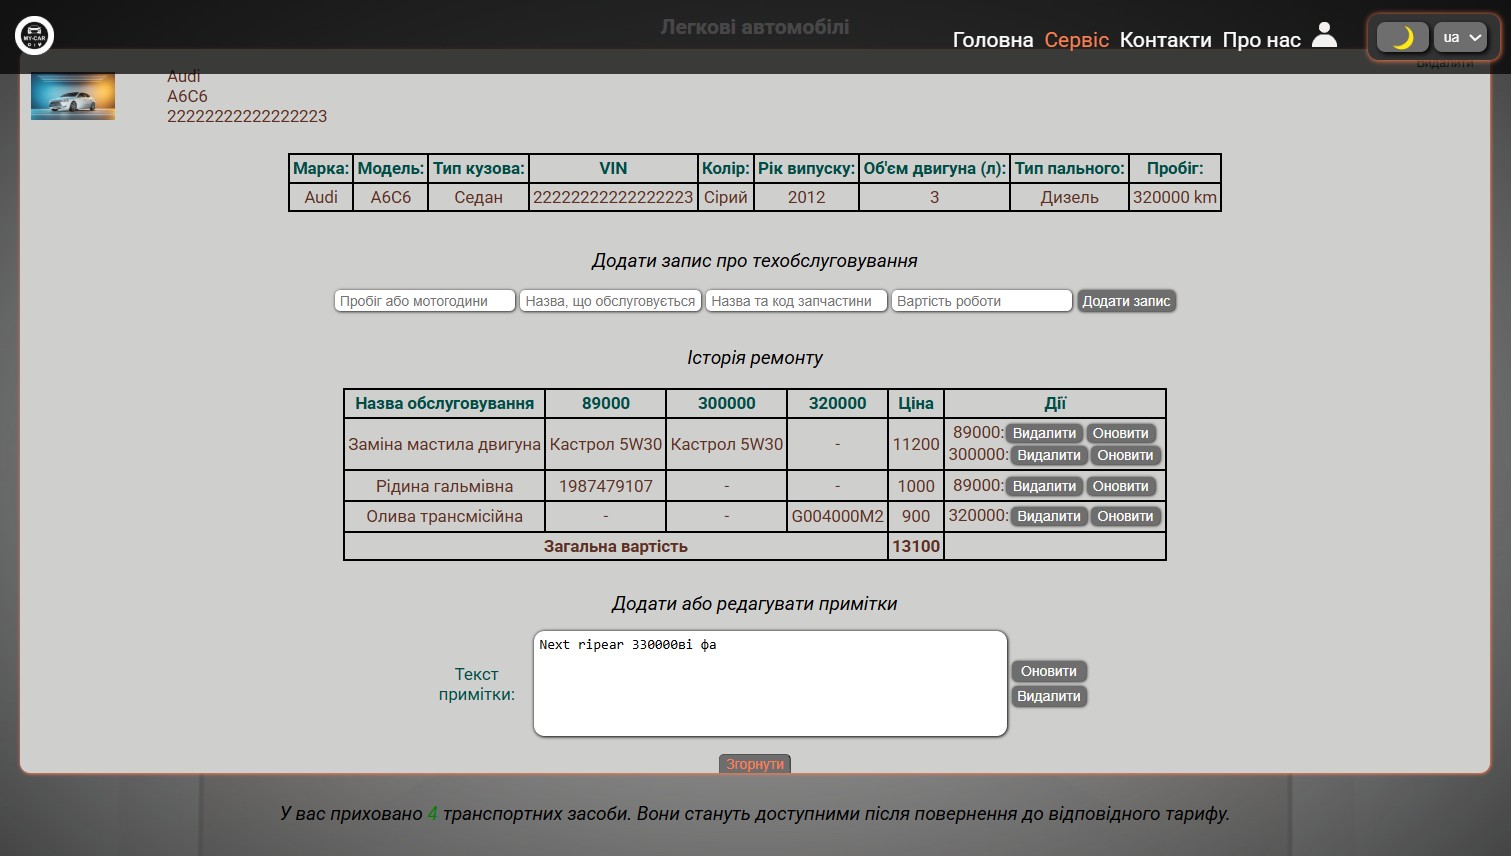 Легкові автомобілі
MY-CAR
Головна Сервіс Контакти Про нас
ua
Видалити
Audi
A6C6
22222222222222223
Марка: Модель: Тип кузова: VIN Колір: Рік випуску: Об'єм двигуна (л): Тип пального: Пробіг:
Audi A6C6 Седан 22222222222222223 Сірий 2012 3 Дизель 320000 km
Додати запис про техобслуговування
Пробіг або мотогодини Назва, що обслуговується Назва та код запчастини Вартість роботи Додати запис
Історія ремонту
Назва обслуговування 89000 300000 320000 Ціна Дії
Заміна мастила двигуна Кастрол 5W30 Кастрол 5W30 - 11200 89000: Видалити Оновити
300000: Видалити Оновити
Рідина гальмівна 1987479107 - - 1000 89000: Видалити Оновити
Олива трансмісійна - - G004000M2 900 320000: Видалити Оновити
Загальна вартість 13100
Додати або редагувати примітки
Текст
примітки:
Next ripear 330000ві фа
Оновити
Видалити
Згорнути
У вас приховано 4 транспортних засоби. Вони стануть доступними після повернення до відповідного тарифу.